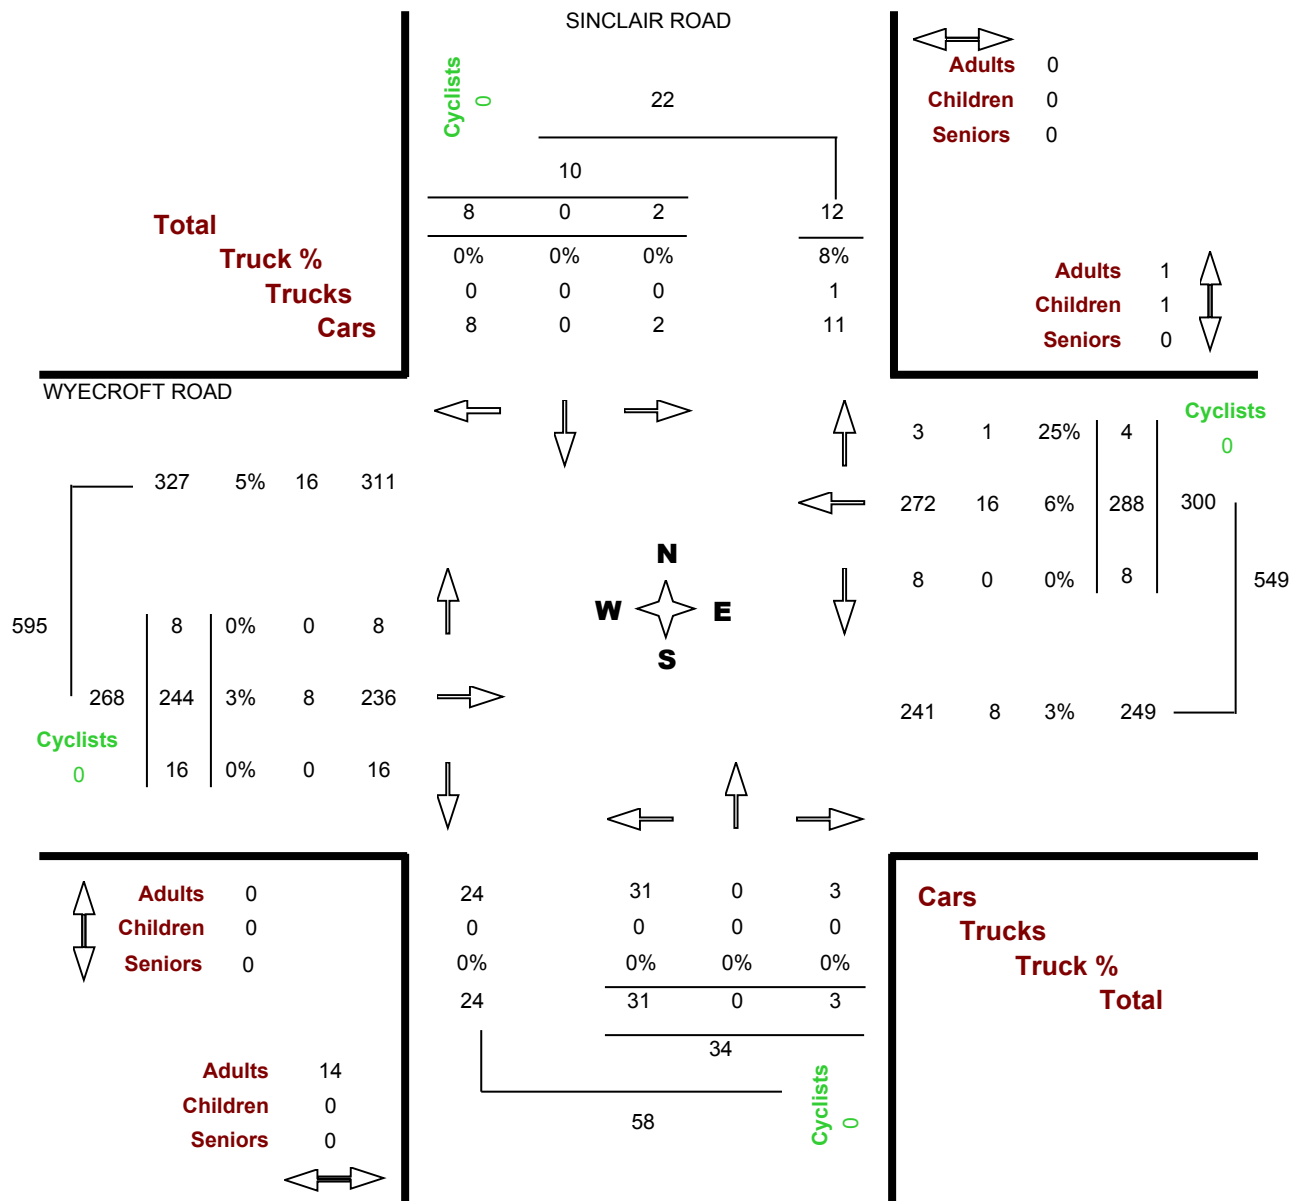 SINCLAIR ROAD
Cyclists
0
22
10
8 0 2 12
0% 0% 0% 8%
0 0 0 1
8 0 2 11
Total
Truck %
Trucks
Cars
Adults 0
Children 0
Seniors 0
Adults 1
Children 1
Seniors 0
WYECROFT ROAD
Cyclists
0
3 1 25% 4
272 16 6% 288 300
8 0 0% 8
549
241 8 3% 249
327 5% 16 311
595
8 0% 0 8
268 244 3% 8 236
Cyclists
0
16 0% 0 16
N
W E
S
Adults 0
Children 0
Seniors 0
Adults 14
Children 0
Seniors 0
24 31 0 3
0 0 0 0
0% 0% 0% 0%
24 31 0 3
34
58
Cyclists
0
Cars
Trucks
Truck %
Total